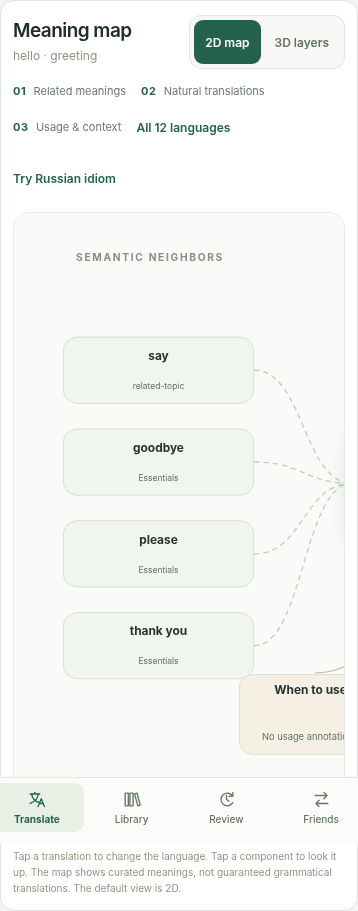 Meaning map
hello · greeting
2D map
3D layers
01 Related meanings 02 Natural translations
03 Usage & context All 12 languages
Try Russian idiom
SEMANTIC NEIGHBORS
say
related-topic
goodbye
Essentials
please
Essentials
thank you
Essentials
When to use
No usage annotati
Translate
Library
Review
Friends
Tap a translation to change the language. Tap a component to look it
up. The map shows curated meanings, not guaranteed grammatical
translations. The default view is 2D.